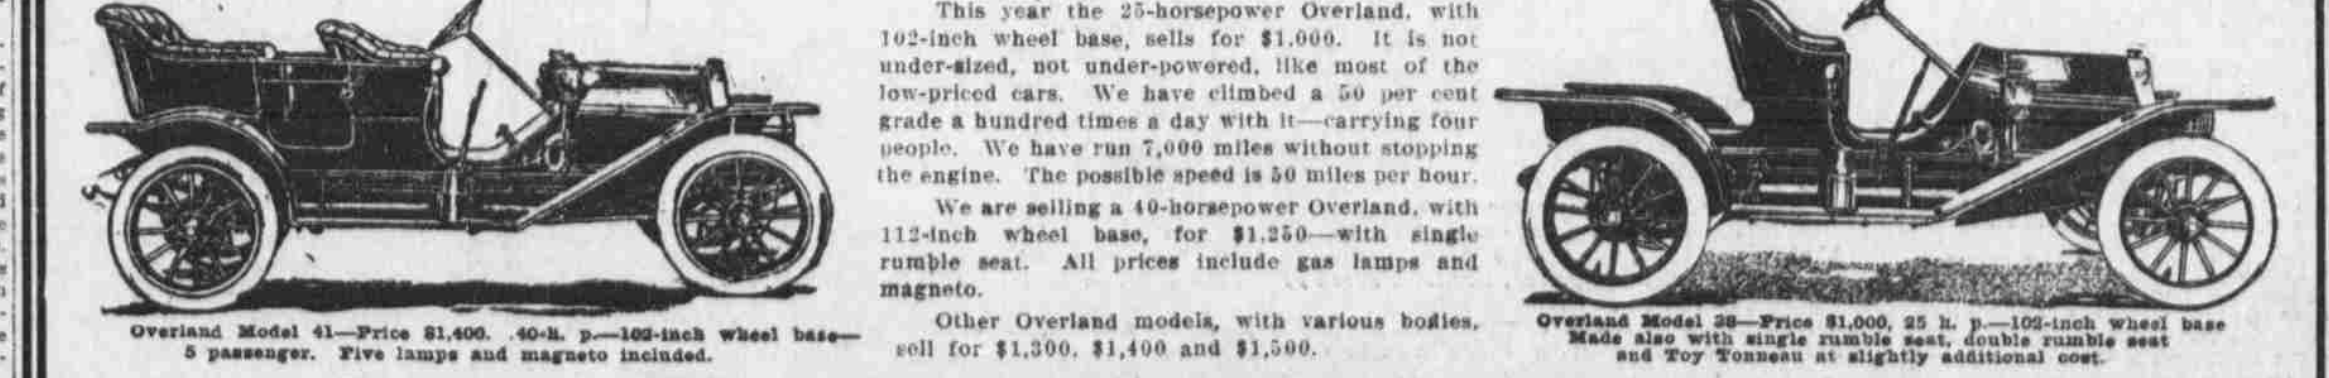 This year the 25-horsepower Overland, with
102-inch wheel base, sells for $1,000. It is not
under-sized, not under-powered, like most of the
low-priced cars. We have climbed a 50 per cent
grade a hundred times a day with it—carrying four
people. We have run 7,000 miles without stopping
the engine. The possible speed is 50 miles per hour.
We are selling a 40-horsepower Overland, with
112-inch wheel base, for $1,250—with single
rumble seat. All prices include gas lamps and
magneto.
Other Overland models, with various bodies,
sell for $1,300, $1,400 and $1,500.
Overland Model 41—Price $1,400. 40-h. p.—102-inch wheel base—
5 passenger. Five lamps and magneto included.
Overland Model 38—Price $1,000, 25 h. p.—102-inch wheel base
Made also with single rumble seat, double rumble seat
and Toy Tonneau at slightly additional cost.